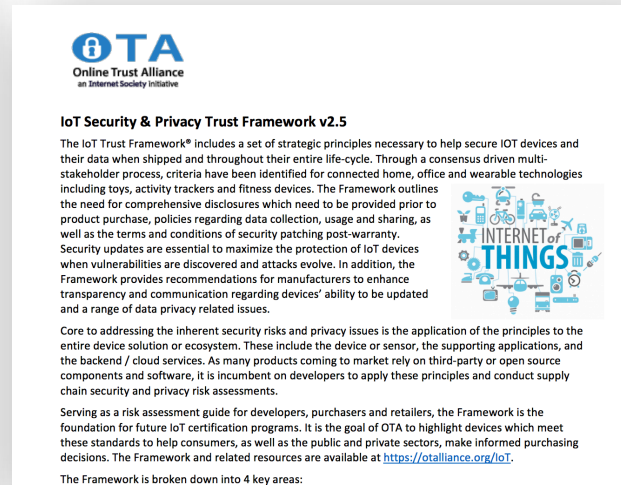 OTA
Online Trust Alliance
an Internet Society initiative
IoT Security & Privacy Trust Framework v2.5
The IoT Trust Framework® includes a set of strategic principles necessary to help secure IOT devices and
their data when shipped and throughout their entire life-cycle. Through a consensus driven multi-
stakeholder process, criteria have been identified for connected home, office and wearable technologies
including toys, activity trackers and fitness devices. The Framework outlines
the need for comprehensive disclosures which need to be provided prior to
product purchase, policies regarding data collection, usage and sharing, as
well as the terms and conditions of security patching post-warranty.
Security updates are essential to maximize the protection of IoT devices
when vulnerabilities are discovered and attacks evolve. In addition, the
Framework provides recommendations for manufacturers to enhance
transparency and communication regarding devices' ability to be updated
and a range of data privacy related issues.
INTERNET of
THINGS
Core to addressing the inherent security risks and privacy issues is the application of the principles to the
entire device solution or ecosystem. These include the device or sensor, the supporting applications, and
the backend / cloud services. As many products coming to market rely on third-party or open source
components and software, it is incumbent on developers to apply these principles and conduct supply
chain security and privacy risk assessments.
Serving as a risk assessment guide for developers, purchasers and retailers, the Framework is the
foundation for future IoT certification programs. It is the goal of OTA to highlight devices which meet
these standards to help consumers, as well as the public and private sectors, make informed purchasing
decisions. The Framework and related resources are available at https://otalliance.org/IoT.
The Framework is broken down into 4 key areas: